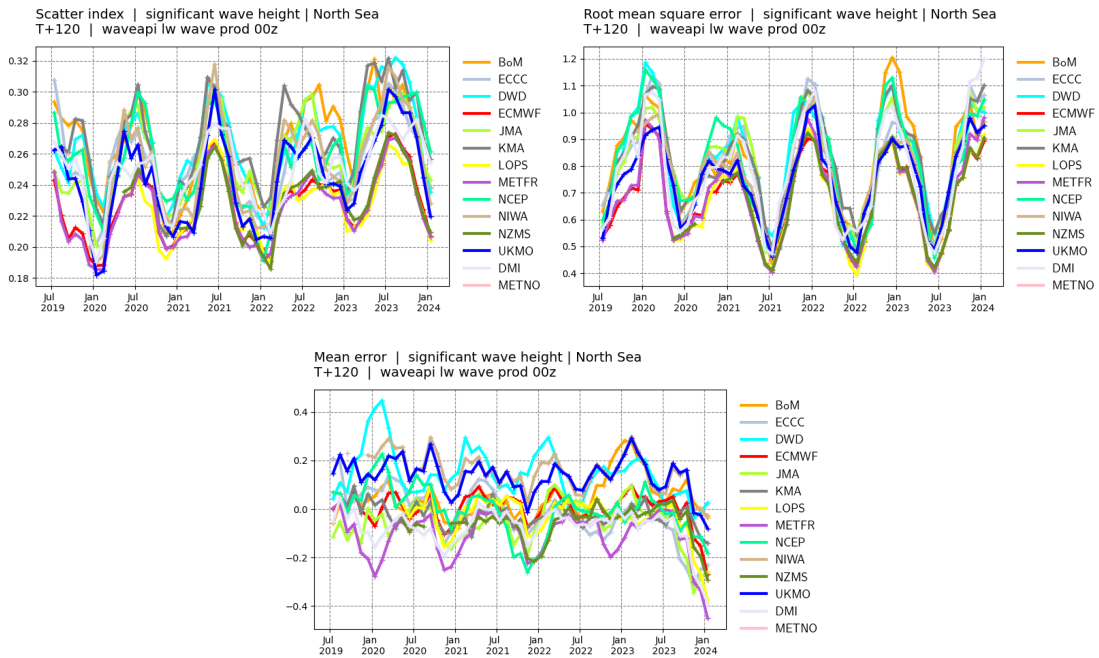 Scatter index | significant wave height | North Sea
T+120 | waveapi lw wave prod 00z
0.32
0.30
0.28
0.26
0.24
0.22
0.20
0.18
Jul Jan Jul Jan Jul Jan Jul Jan Jul Jan
2019 2020 2020 2021 2021 2022 2022 2023 2023 2024
BoM
ECCC
DWD
ECMWF
JMA
KMA
LOPS
METFR
NCEP
NIWA
NZMS
UKMO
DMI
METNO
Root mean square error | significant wave height | North Sea
T+120 | waveapi lw wave prod 00z
1.2
1.1
1.0
0.9
0.8
0.7
0.6
0.5
0.4
Jul Jan Jul Jan Jul Jan Jul Jan Jul Jan
2019 2020 2020 2021 2021 2022 2022 2023 2023 2024
BoM
ECCC
DWD
ECMWF
JMA
KMA
LOPS
METFR
NCEP
NIWA
NZMS
UKMO
DMI
METNO
Mean error | significant wave height | North Sea
T+120 | waveapi lw wave prod 00z
0.4
0.2
0.0
−0.2
−0.4
Jul Jan Jul Jan Jul Jan Jul Jan Jul Jan
2019 2020 2020 2021 2021 2022 2022 2023 2023 2024
BoM
ECCC
DWD
ECMWF
JMA
KMA
LOPS
METFR
NCEP
NIWA
NZMS
UKMO
DMI
METNO